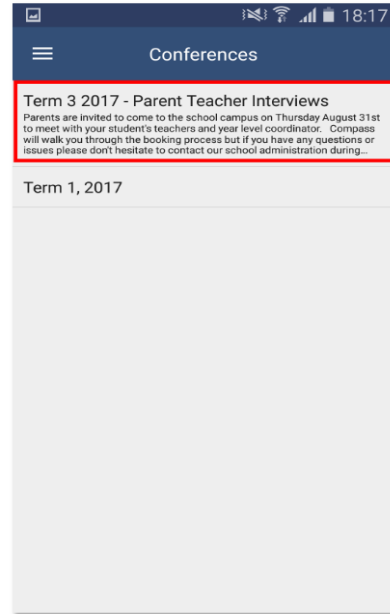 18:17
Conferences
Term 3 2017 - Parent Teacher Interviews
Parents are invited to come to the school campus on Thursday August 31st
to meet with your student's teachers and year level coordinator. Compass
will walk you through the booking process but if you have any questions or
issues please don't hesitate to contact our school administration during...
Term 1, 2017